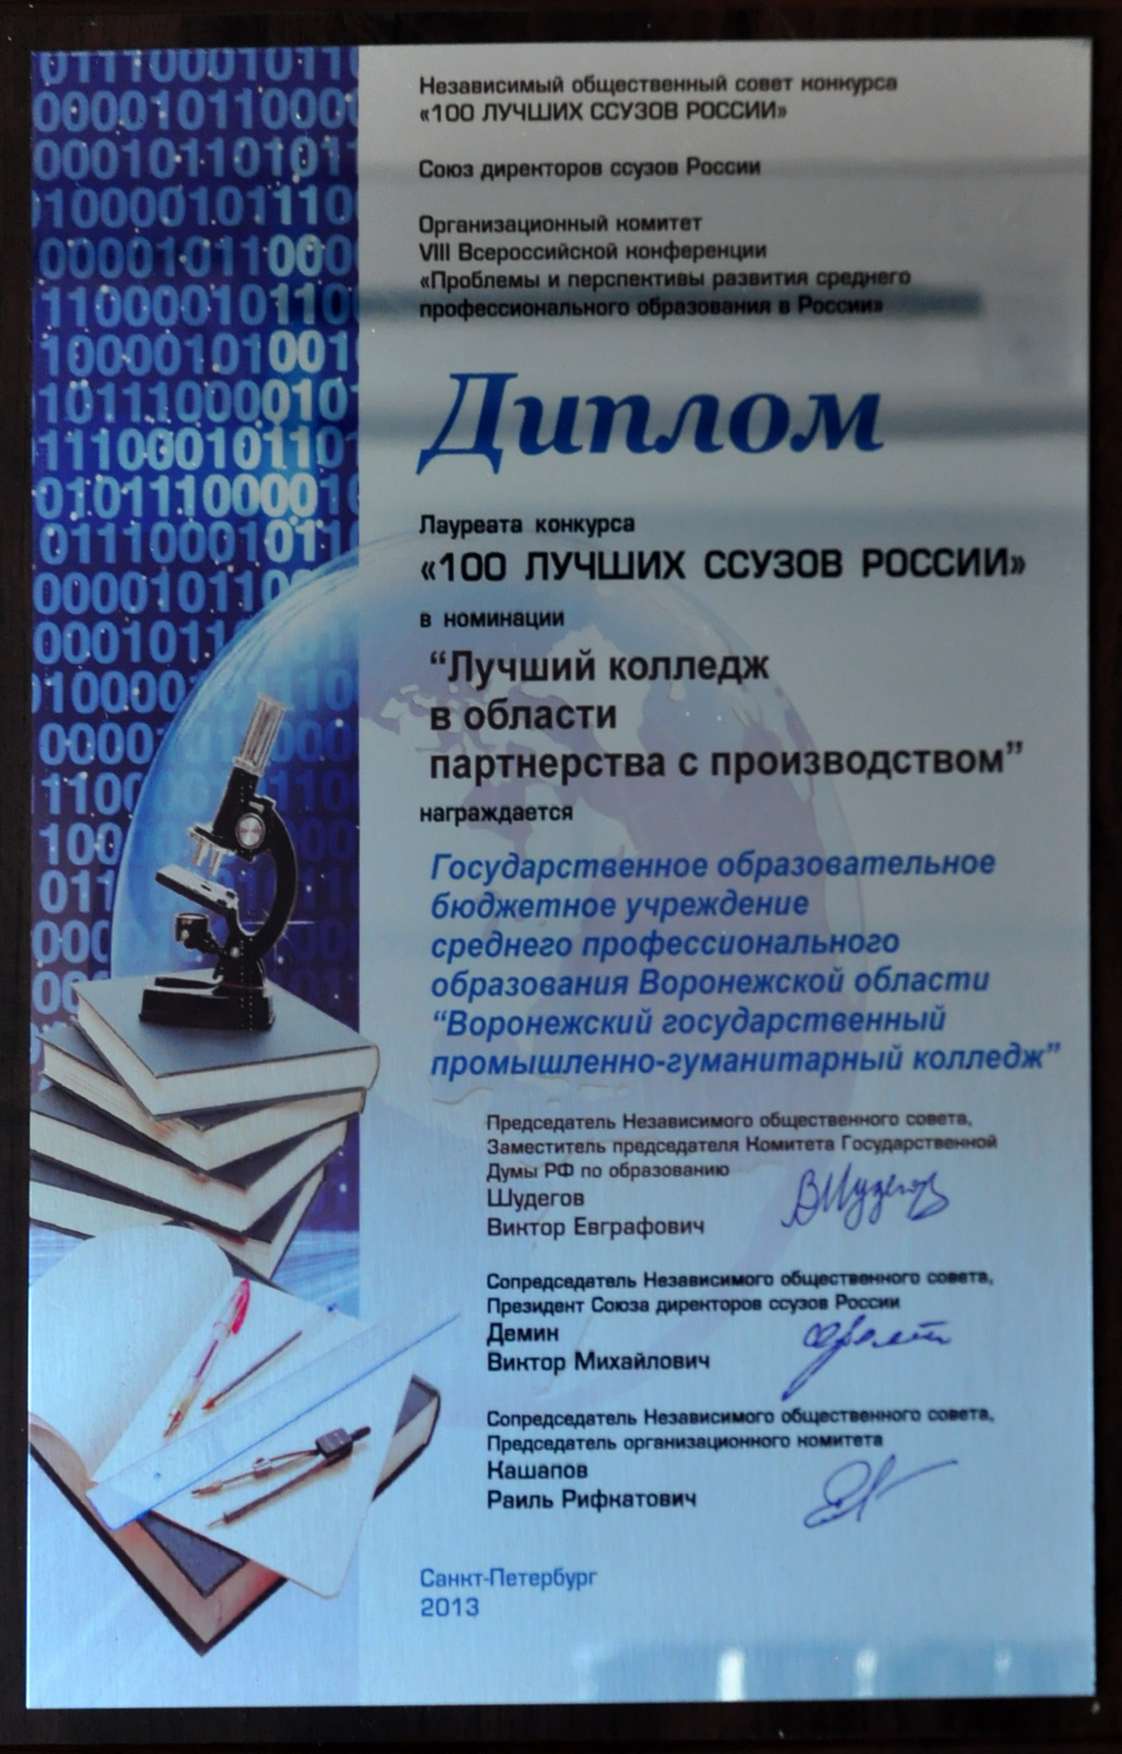 Независимый общественный совет конкурса
«100 ЛУЧШИХ ССУЗОВ РОССИИ»
Союз директоров ссузов России
Организационный комитет
VIII Всероссийской конференции
«Проблемы и перспективы развития среднего
профессионального образования в России»
Диплом
Лауреата конкурса
«100 ЛУЧШИХ ССУЗОВ РОССИИ»
в номинации
“Лучший колледж
в области
партнерства с производством”
награждается
Государственное образовательное
бюджетное учреждение
среднего профессионального
образования Воронежской области
“Воронежский государственный
промышленно-гуманитарный колледж”
Председатель Независимого общественного совета,
Заместитель председателя Комитета Государственной
Думы РФ по образованию
Шудегов
Виктор Евграфович
Сопредседатель Независимого общественного совета,
Президент Союза директоров ссузов России
Демин
Виктор Михайлович
Сопредседатель Независимого общественного совета,
Председатель организационного комитета
Кашапов
Раиль Рифкатович
Санкт-Петербург
2013